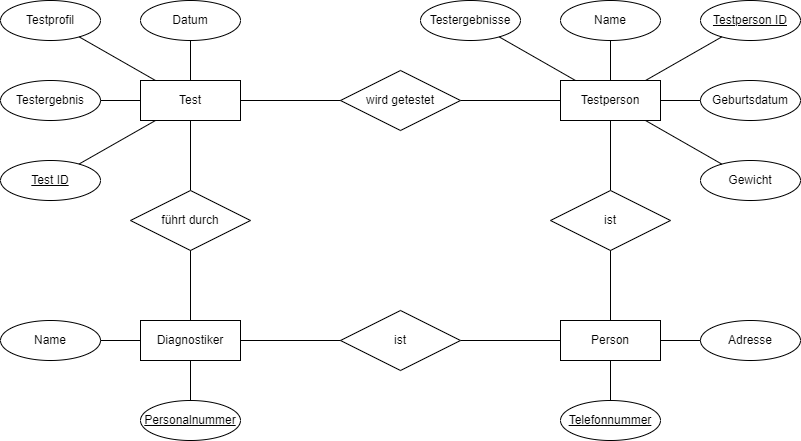 Testprofil
Datum
Testergebnisse
Name
Testperson ID
Testergebnis
Test
wird getestet
Testperson
Geburtsdatum
Test ID
Gewicht
führt durch
ist
Name
Diagnostiker
ist
Person
Adresse
Personalnummer
Telefonnummer